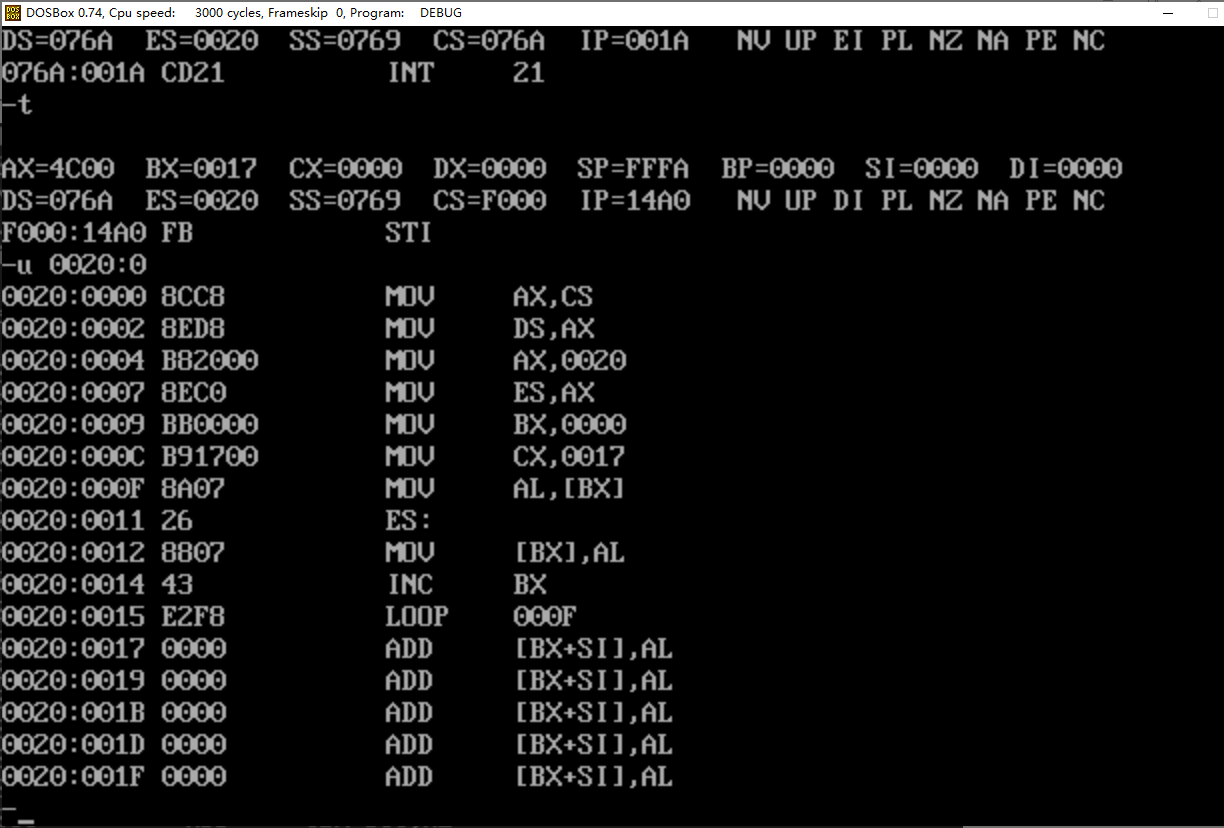 DOSBox 0.74, Cpu speed: 3000 cycles, Frameskip 0, Program: DEBUG
DS=076A ES=0020 SS=0769 CS=076A IP=001A NV UP EI PL NZ NA PE NC
076A:001A CD21 INT 21
-t
AX=4C00 BX=0017 CX=0000 DX=0000 SP=FFFA BP=0000 SI=0000 DI=0000
DS=076A ES=0020 SS=0769 CS=F000 IP=14A0 NV UP DI PL NZ NA PE NC
F000:14A0 FB STI
-u 0020:0
0020:0000 8CC8 MOV AX,CS
0020:0002 8ED8 MOV DS,AX
0020:0004 B82000 MOV AX,0020
0020:0007 8EC0 MOV ES,AX
0020:0009 BB0000 MOV BX,0000
0020:000C B91700 MOV CX,0017
0020:000F 8A07 MOV AL,[BX]
0020:0011 26 ES:
0020:0012 8807 MOV [BX],AL
0020:0014 43 INC BX
0020:0015 E2F8 LOOP 000F
0020:0017 0000 ADD [BX+SI],AL
0020:0019 0000 ADD [BX+SI],AL
0020:001B 0000 ADD [BX+SI],AL
0020:001D 0000 ADD [BX+SI],AL
0020:001F 0000 ADD [BX+SI],AL
-